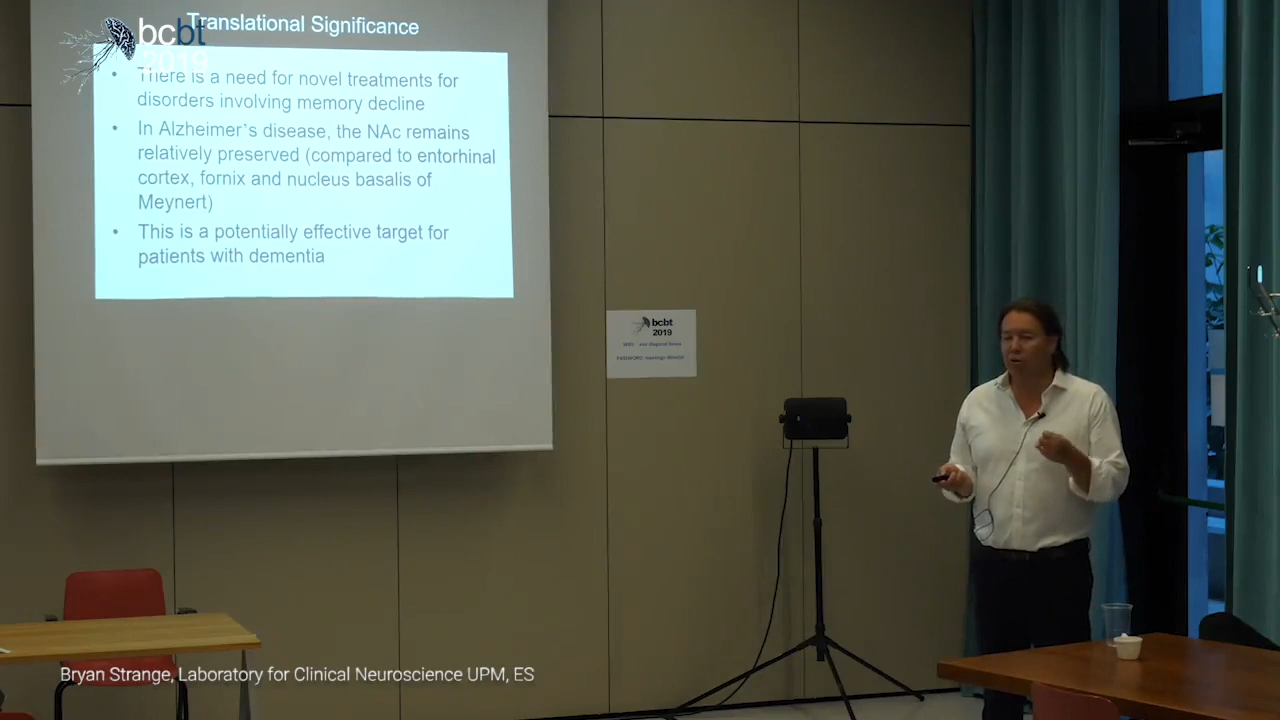 Translational Significance
bcbt
2019
• There is a need for novel treatments for
disorders involving memory decline
• In Alzheimer's disease, the NAc remains
relatively preserved (compared to entorhinal
cortex, fornix and nucleus basalis of
Meynert)
• This is a potentially effective target for
patients with dementia
bcbt
2019
Bryan Strange, Laboratory for Clinical Neuroscience UPM, ES